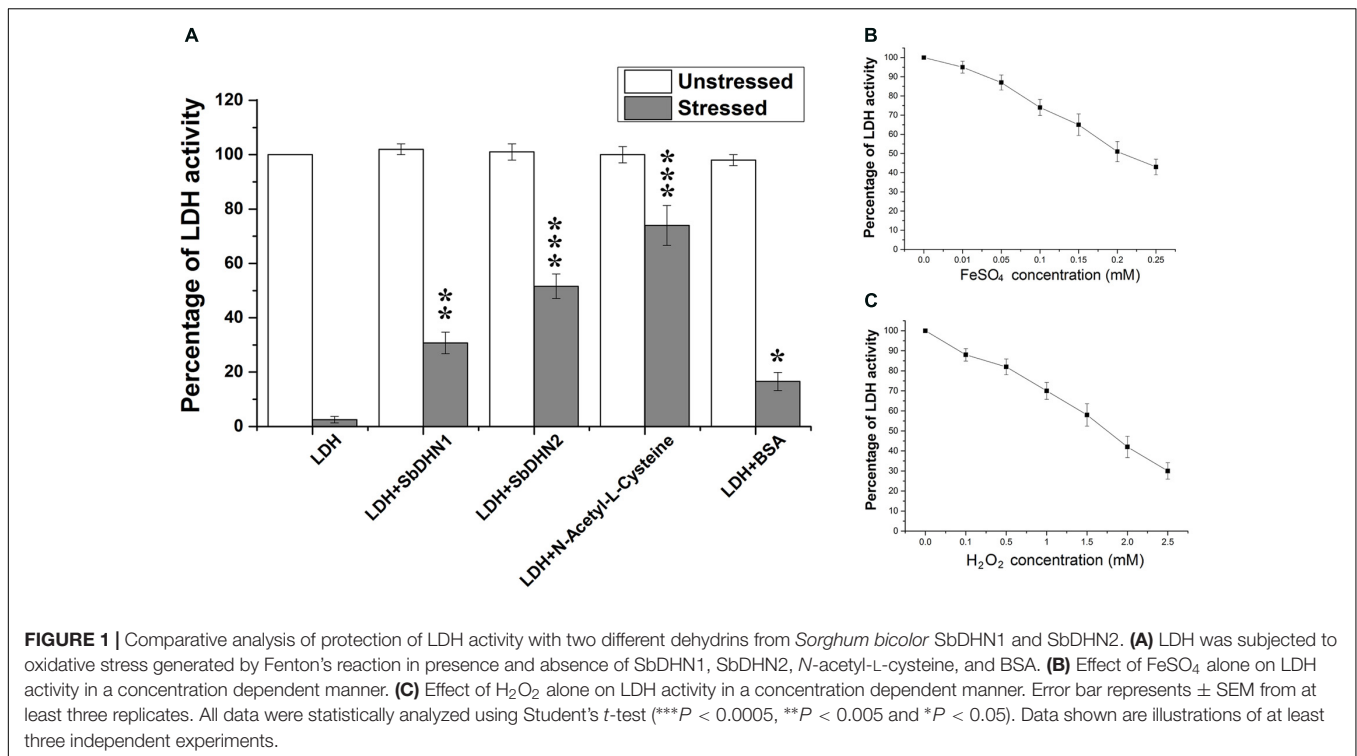 A
Unstressed
Stressed
Percentage of LDH activity
120
100
80
60
40
20
0
**
***
***
*
LDH
LDH+SbDHN1
LDH+SbDHN2
LDH+N-Acetyl-L-Cysteine
LDH+BSA
B
Percentage of LDH activity
100
90
80
70
60
50
40
30
20
10
0
0.0 0.01 0.05 0.1 0.15 0.2 0.25
FeSO₄ concentration (mM)
C
Percentage of LDH activity
100
90
80
70
60
50
40
30
20
10
0
0.0 0.1 0.5 1 1.5 2.0 2.5
H₂O₂ concentration (mM)
FIGURE 1 | Comparative analysis of protection of LDH activity with two different dehydrins from Sorghum bicolor SbDHN1 and SbDHN2. (A) LDH was subjected to
oxidative stress generated by Fenton's reaction in presence and absence of SbDHN1, SbDHN2, N-acetyl-L-cysteine, and BSA. (B) Effect of FeSO₄ alone on LDH
activity in a concentration dependent manner. (C) Effect of H₂O₂ alone on LDH activity in a concentration dependent manner. Error bar represents ± SEM from at
least three replicates. All data were statistically analyzed using Student's t-test (***P < 0.0005, **P < 0.005 and *P < 0.05). Data shown are illustrations of at least
three independent experiments.